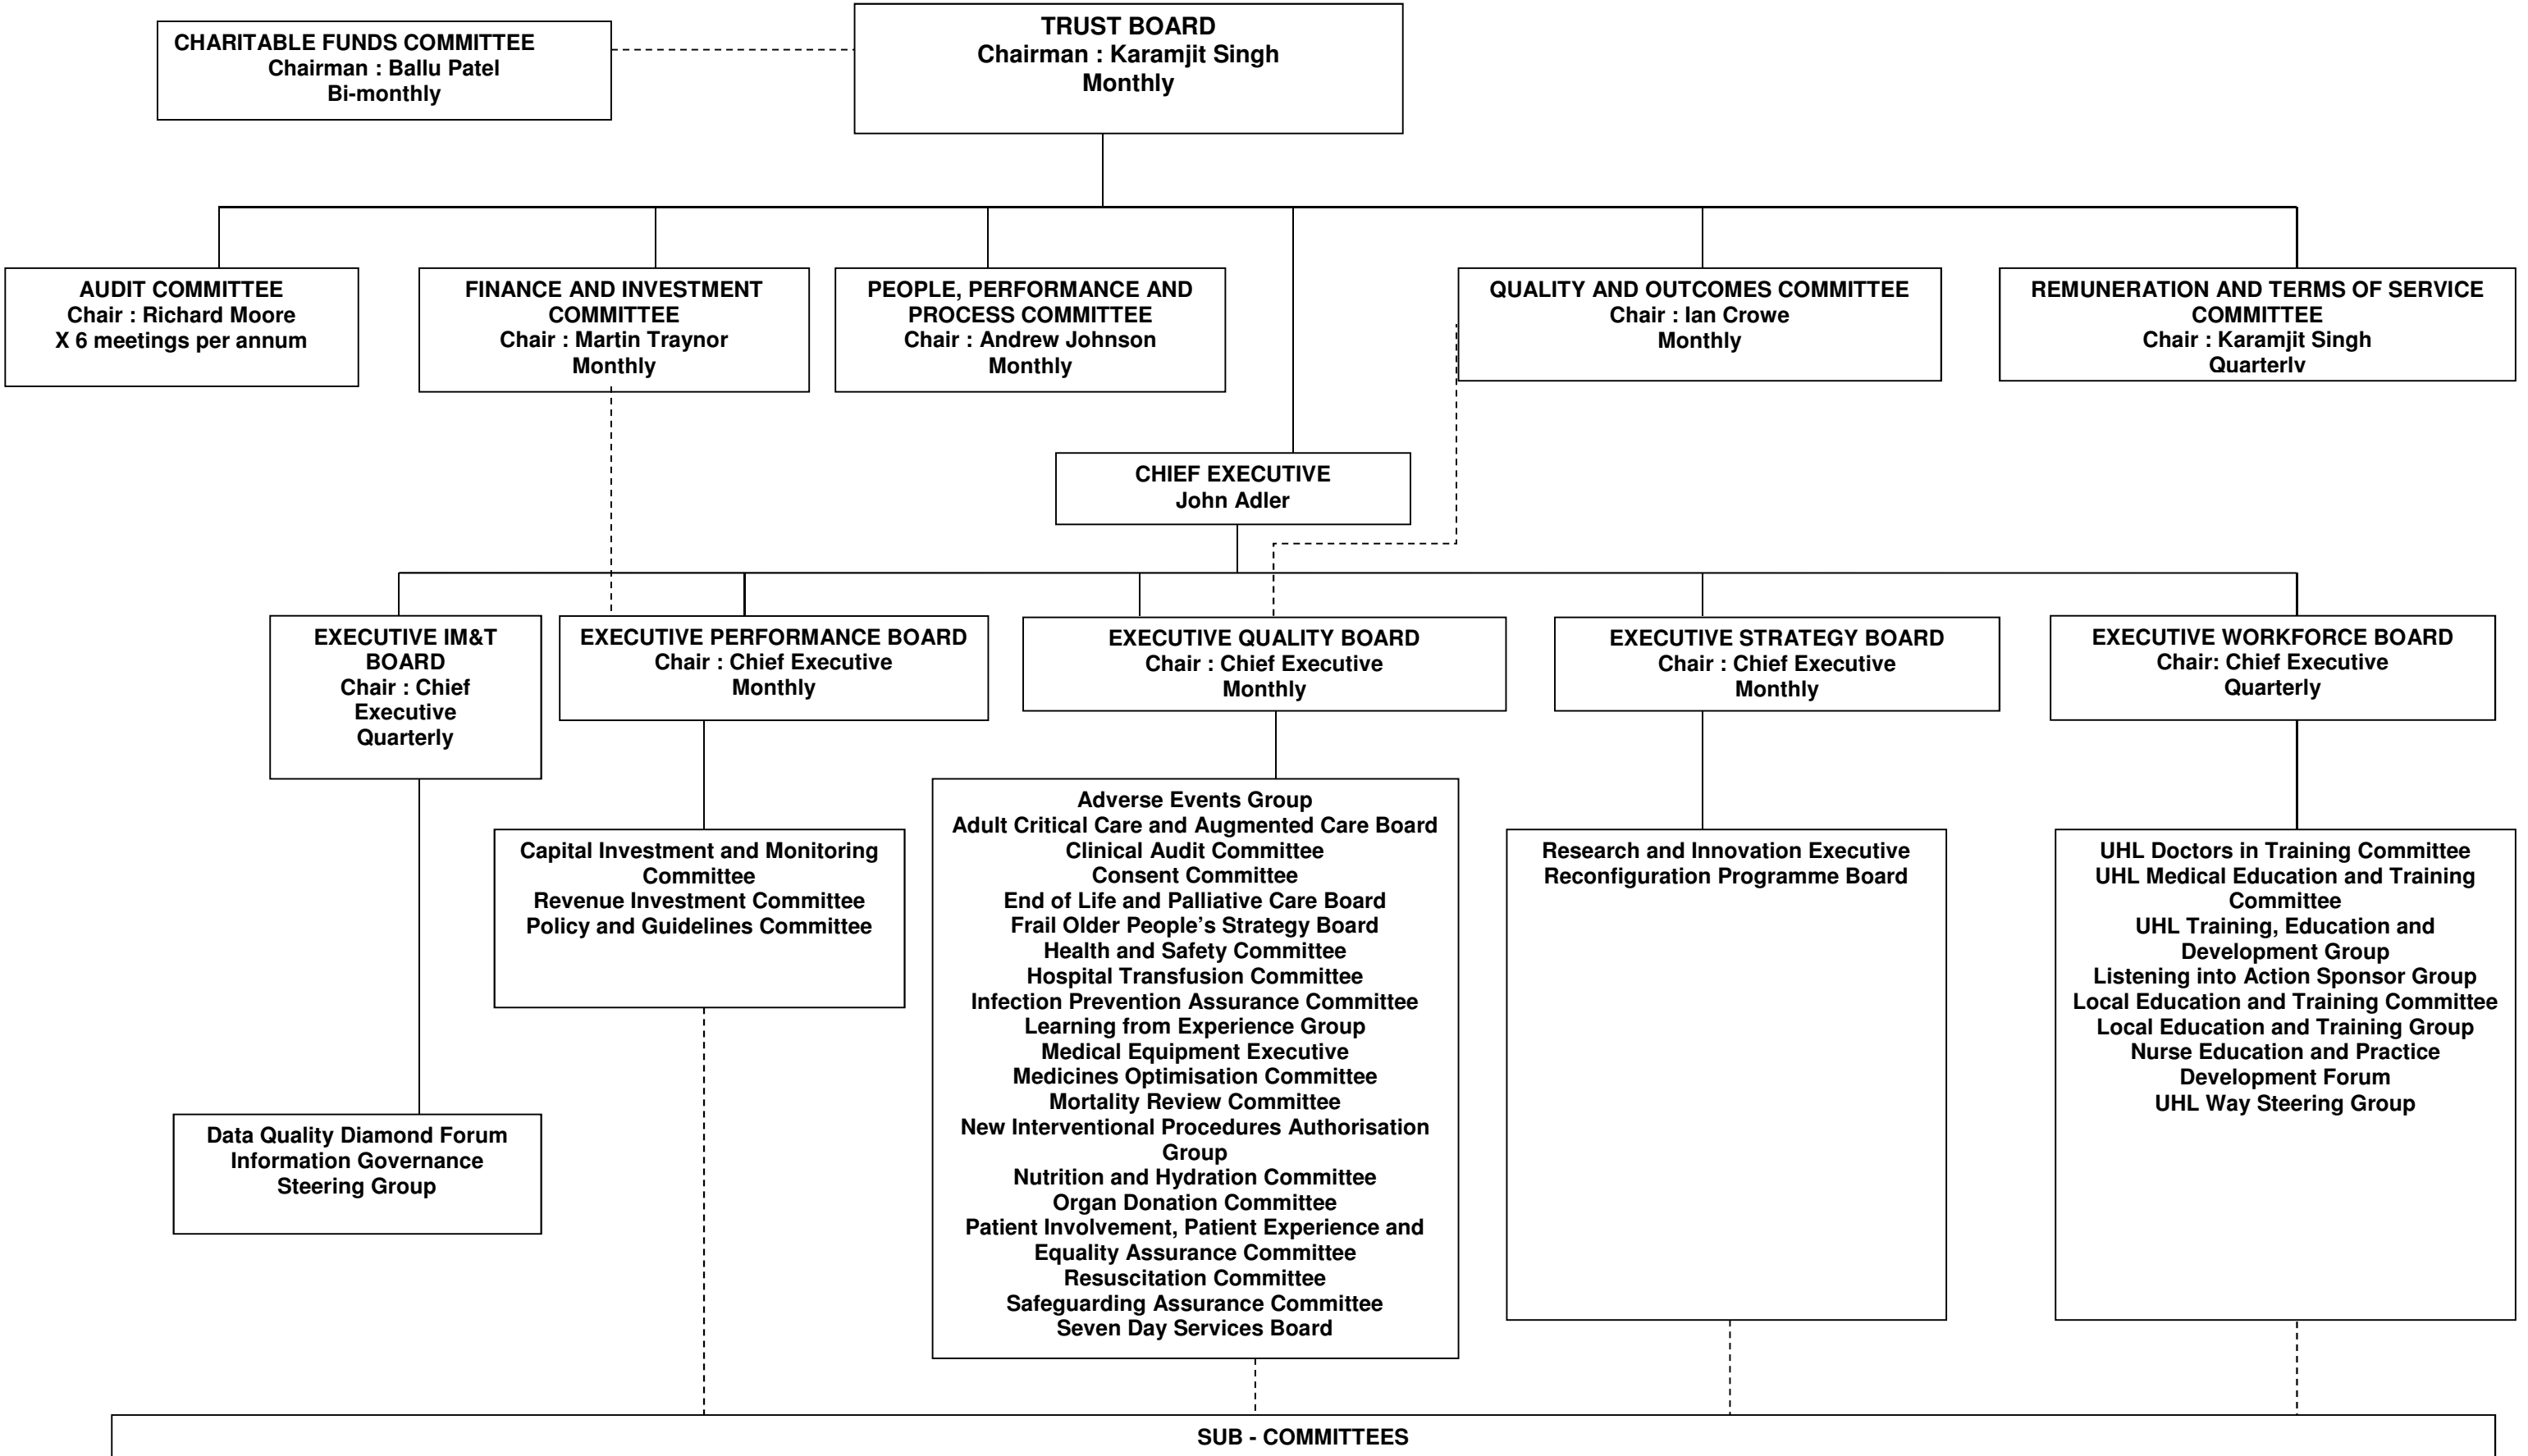 CHARITABLE FUNDS COMMITTEE
Chairman : Ballu Patel
Bi-monthly
TRUST BOARD
Chairman : Karamjit Singh
Monthly
AUDIT COMMITTEE
Chair : Richard Moore
X 6 meetings per annum
FINANCE AND INVESTMENT
COMMITTEE
Chair : Martin Traynor
Monthly
PEOPLE, PERFORMANCE AND
PROCESS COMMITTEE
Chair : Andrew Johnson
Monthly
QUALITY AND OUTCOMES COMMITTEE
Chair : Ian Crowe
Monthly
REMUNERATION AND TERMS OF SERVICE
COMMITTEE
Chair : Karamjit Singh
Quarterly
CHIEF EXECUTIVE
John Adler
EXECUTIVE IM&T
BOARD
Chair : Chief
Executive
Quarterly
EXECUTIVE PERFORMANCE BOARD
Chair : Chief Executive
Monthly
EXECUTIVE QUALITY BOARD
Chair : Chief Executive
Monthly
EXECUTIVE STRATEGY BOARD
Chair : Chief Executive
Monthly
EXECUTIVE WORKFORCE BOARD
Chair: Chief Executive
Quarterly
Data Quality Diamond Forum
Information Governance
Steering Group
Capital Investment and Monitoring
Committee
Revenue Investment Committee
Policy and Guidelines Committee
Adverse Events Group
Adult Critical Care and Augmented Care Board
Clinical Audit Committee
Consent Committee
End of Life and Palliative Care Board
Frail Older People’s Strategy Board
Health and Safety Committee
Hospital Transfusion Committee
Infection Prevention Assurance Committee
Learning from Experience Group
Medical Equipment Executive
Medicines Optimisation Committee
Mortality Review Committee
New Interventional Procedures Authorisation
Group
Nutrition and Hydration Committee
Organ Donation Committee
Patient Involvement, Patient Experience and
Equality Assurance Committee
Resuscitation Committee
Safeguarding Assurance Committee
Seven Day Services Board
Research and Innovation Executive
Reconfiguration Programme Board
UHL Doctors in Training Committee
UHL Medical Education and Training
Committee
UHL Training, Education and
Development Group
Listening into Action Sponsor Group
Local Education and Training Committee
Local Education and Training Group
Nurse Education and Practice
Development Forum
UHL Way Steering Group
SUB - COMMITTEES